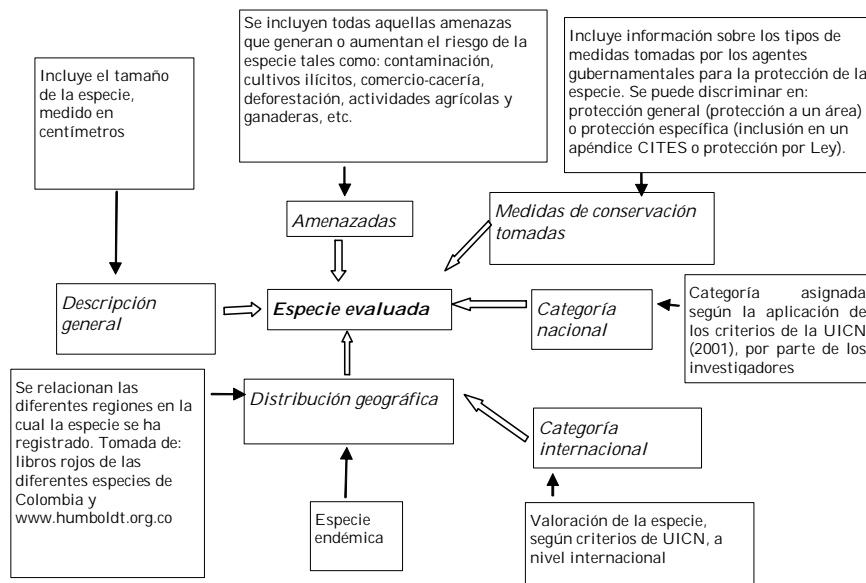 Se incluyen todas aquellas amenazas
que generan o aumentan el riesgo de la
especie tales como: contaminación,
cultivos ilícitos, comercio-cacería,
deforestación, actividades agrícolas y
ganaderas, etc.
Incluye información sobre los tipos de
medidas tomadas por los agentes
gubernamentales para la protección de la
especie. Se puede discriminar en:
protección general (protección a un área)
o protección específica (inclusión en un
apéndice CITES o protección por Ley).
Incluye el tamaño
de la especie,
medido en
centímetros
Amenazadas
Medidas de conservación
tomadas
Descripción
general
Especie evaluada
Categoría
nacional
Categoría asignada
según la aplicación de
los criterios de la UICN
(2001), por parte de los
investigadores
Se relacionan las
diferentes regiones en la
cual la especie se ha
registrado. Tomada de:
libros rojos de las
diferentes especies de
Colombia y
www.humboldt.org.co
Distribución geográfica
Categoría
internacional
Especie
endémica
Valoración de la especie,
según criterios de UICN, a
nivel internacional